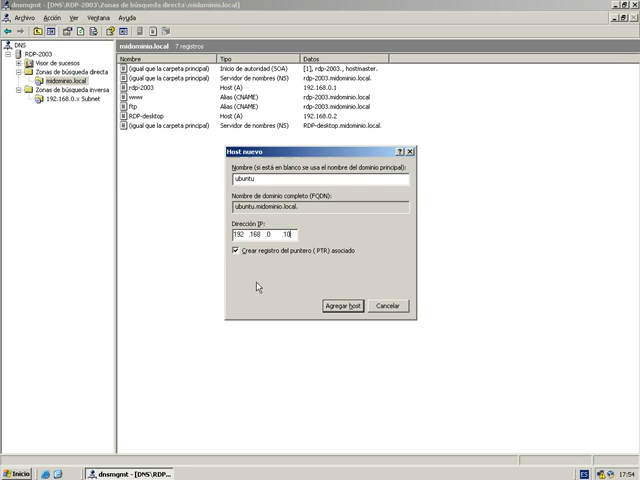 dnsmgmt - [DNS\RDP-2003\Zonas de búsqueda directa\midominio.local]
Archivo Acción Ver Ventana Ayuda
DNS
RDP-2003
Visor de sucesos
Zonas de búsqueda directa
midominio.local
Zonas de búsqueda inversa
192.168.0.x Subnet
midominio.local 7 registros
Nombre Tipo Datos
(igual que la carpeta principal) Inicio de autoridad (SOA) [1], rdp-2003., hostmaster.
(igual que la carpeta principal) Servidor de nombres (NS) rdp-2003.midominio.local.
rdp-2003 Host (A) 192.168.0.1
www Alias (CNAME) rdp-2003.midominio.local
ftp Alias (CNAME) rdp-2003.midominio.local
RDP-desktop Host (A) 192.168.0.2
(igual que la carpeta principal) Servidor de nombres (NS) RDP-desktop.midominio.local.
Host nuevo
Nombre (si está en blanco se usa el nombre del dominio principal):
ubuntu
Nombre de dominio completo (FQDN):
ubuntu.midominio.local.
Dirección IP:
192 .168 .0 .10
Crear registro del puntero ( PTR) asociado
Agregar host Cancelar
Inicio dnsmgmt - [DNS\RDP... ES 17:54